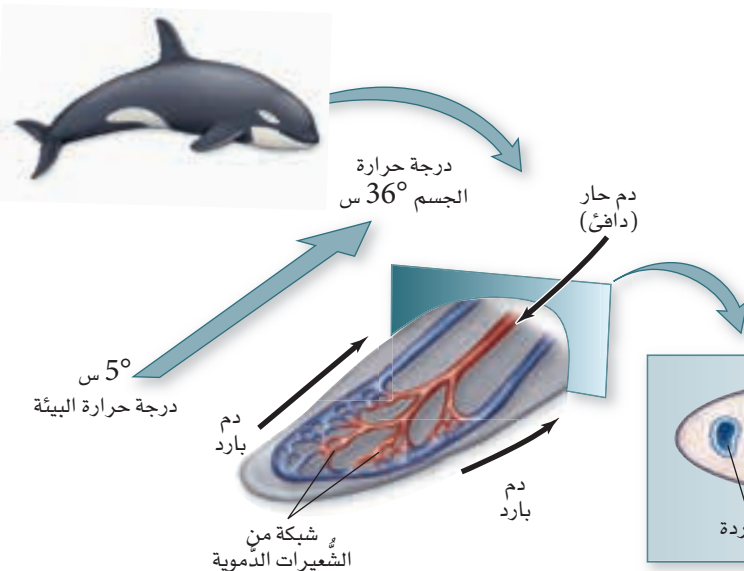 درجة حرارة
الجسم 36° س
دم حار
(دافئ)
5° س
درجة حرارة البيئة
دم
بارد
دم
بارد
شبكة من
الشُّعيرات الدَّموية